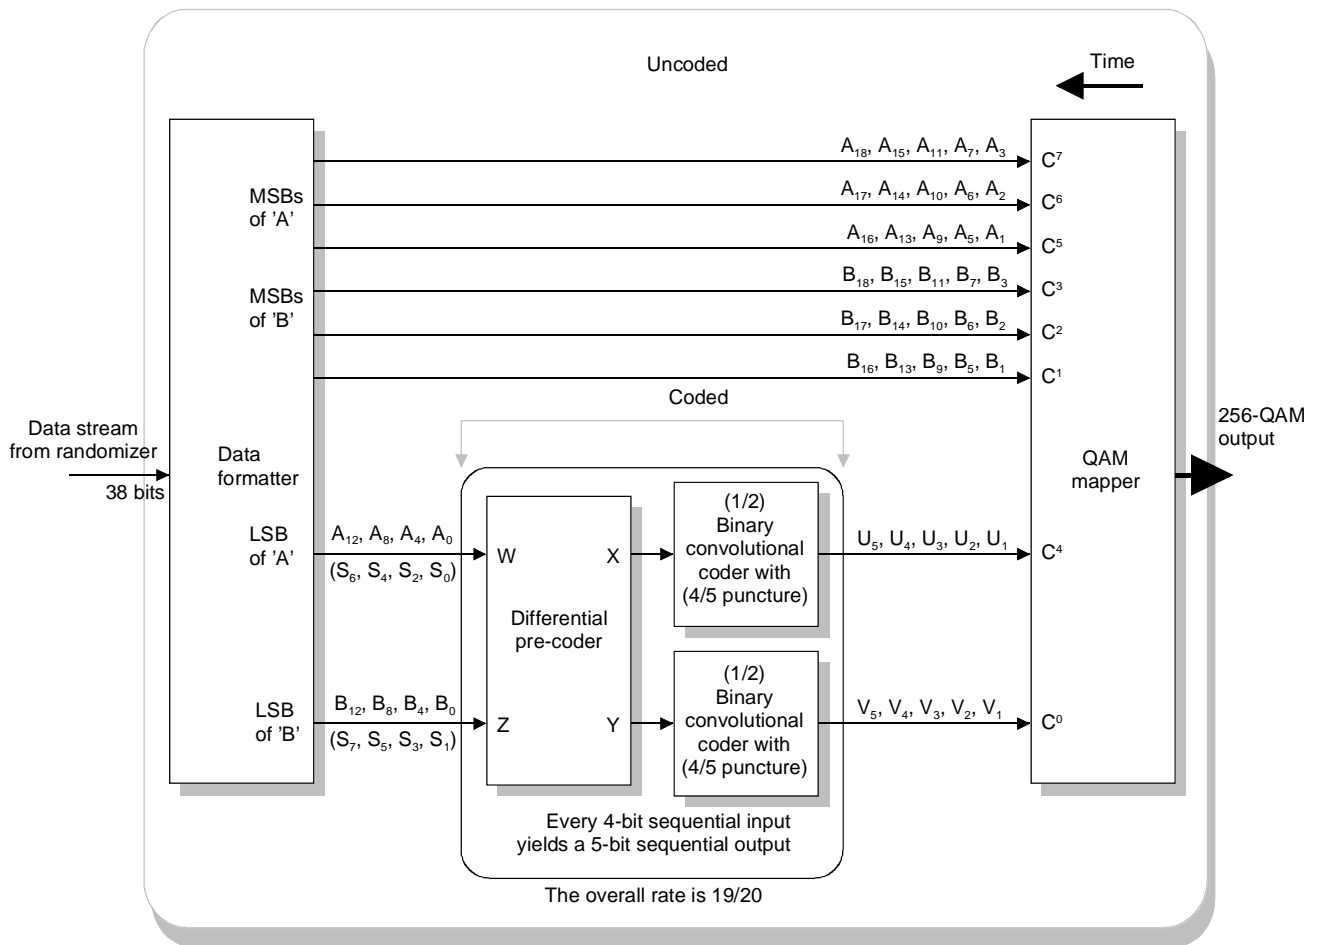 Uncoded
Time
A18, A15, A11, A7, A3
C7
MSBs
of 'A'
A17, A14, A10, A6, A2
C6
A16, A13, A9, A5, A1
C5
MSBs
of 'B'
B18, B15, B11, B7, B3
C3
B17, B14, B10, B6, B2
C2
B16, B13, B9, B5, B1
C1
Coded
Data stream
from randomizer
38 bits
Data
formatter
QAM
mapper
256-QAM
output
LSB
of 'A'
A12, A8, A4, A0
(S6, S4, S2, S0)
W
X
(1/2)
Binary
convolutional
coder with
(4/5 puncture)
U5, U4, U3, U2, U1
C4
Differential
pre-coder
LSB
of 'B'
B12, B8, B4, B0
(S7, S5, S3, S1)
Z
Y
(1/2)
Binary
convolutional
coder with
(4/5 puncture)
V5, V4, V3, V2, V1
C0
Every 4-bit sequential input
yields a 5-bit sequential output
The overall rate is 19/20